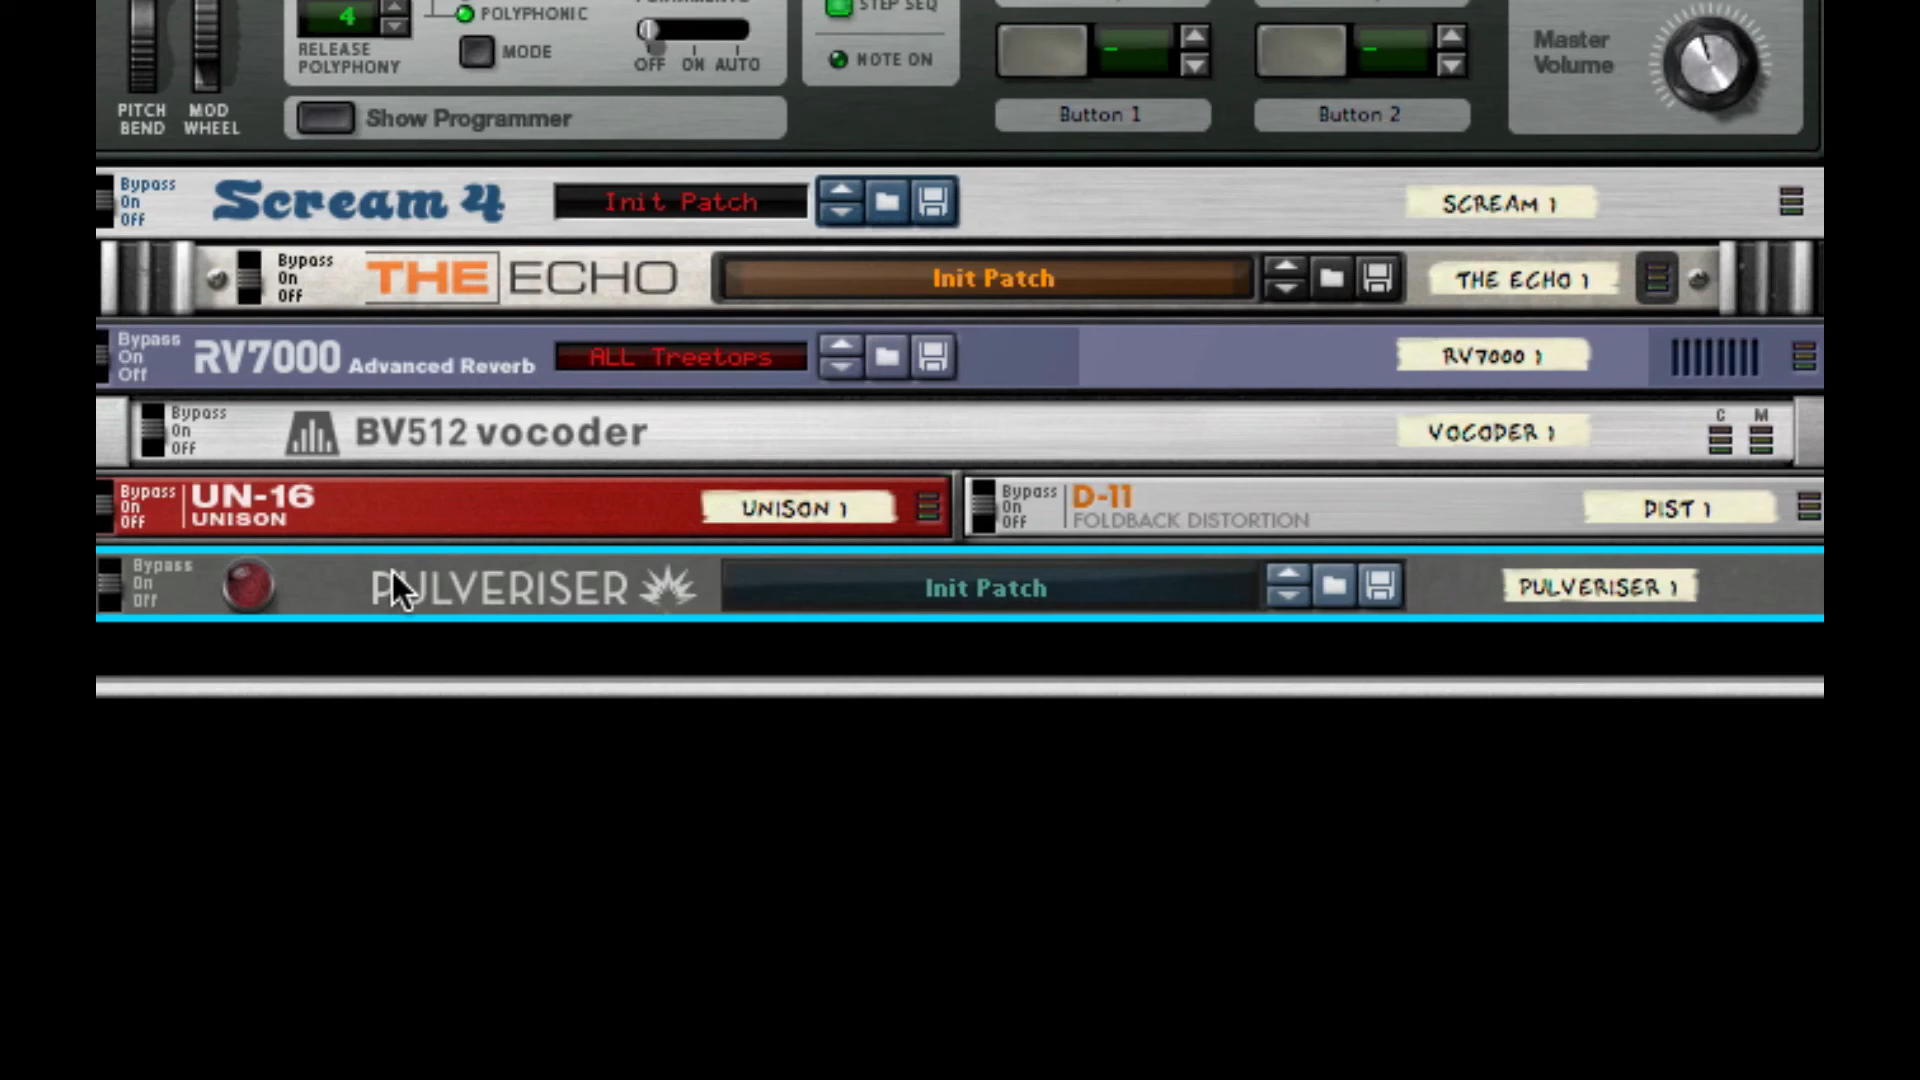 4
POLYPHONIC
STEP SEQ
RELEASE
POLYPHONY
MODE
OFF ON AUTO
NOTE ON
Master
Volume
PITCH
BEND
MOD
WHEEL
Show Programmer
Button 1
Button 2
Bypass
On
Off
Scream 4
Init Patch
SCREAM 1
Bypass
On
Off
THE ECHO
Init Patch
THE ECHO 1
Bypass
On
Off
RV7000 Advanced Reverb
ALL Treetops
RV7000 1
Bypass
On
Off
BV512 vocoder
VOCODER 1
C M
Bypass
On
Off
UN-16
UNISON
UNISON 1
Bypass
On
Off
D-11
FOLDBACK DISTORTION
DIST 1
Bypass
On
Off
PULVERISER
Init Patch
PULVERISER 1